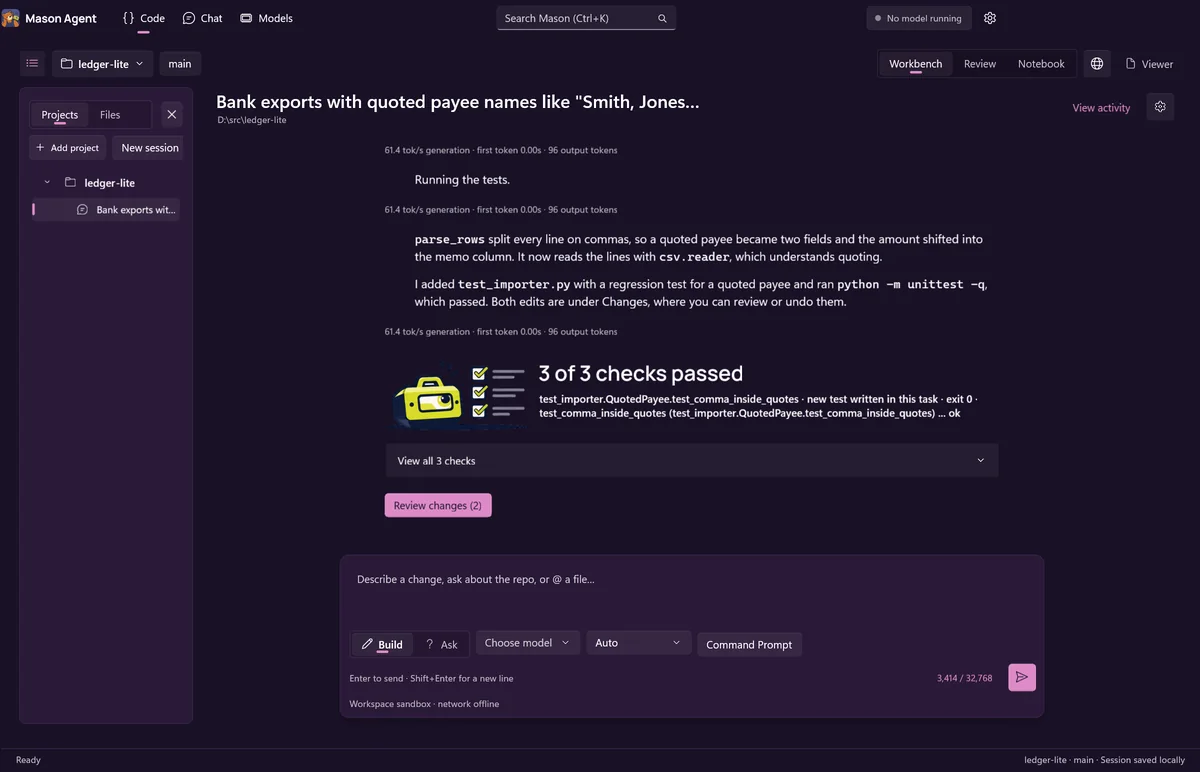 Mason Agent
{} Code
Chat
Models
Search Mason (Ctrl+K)
No model running
ledger-lite
main
Workbench
Review
Notebook
Viewer
Projects
Files
+ Add project
New session
ledger-lite
Bank exports wit...
Bank exports with quoted payee names like "Smith, Jones...
D:\src\ledger-lite
View activity
61.4 tok/s generation · first token 0.00s · 96 output tokens
Running the tests.
61.4 tok/s generation · first token 0.00s · 96 output tokens
parse_rows split every line on commas, so a quoted payee became two fields and the amount shifted into
the memo column. It now reads the lines with csv.reader, which understands quoting.
I added test_importer.py with a regression test for a quoted payee and ran python -m unittest -q,
which passed. Both edits are under Changes, where you can review or undo them.
61.4 tok/s generation · first token 0.00s · 96 output tokens
3 of 3 checks passed
test_importer.QuotedPayee.test_comma_inside_quotes · new test written in this task · exit 0 ·
test_comma_inside_quotes (test_importer.QuotedPayee.test_comma_inside_quotes) ... ok
View all 3 checks
Review changes (2)
Describe a change, ask about the repo, or @ a file...
Build
? Ask
Choose model
Auto
Command Prompt
Enter to send · Shift+Enter for a new line
3,414 / 32,768
Workspace sandbox · network offline
Ready
ledger-lite · main · Session saved locally